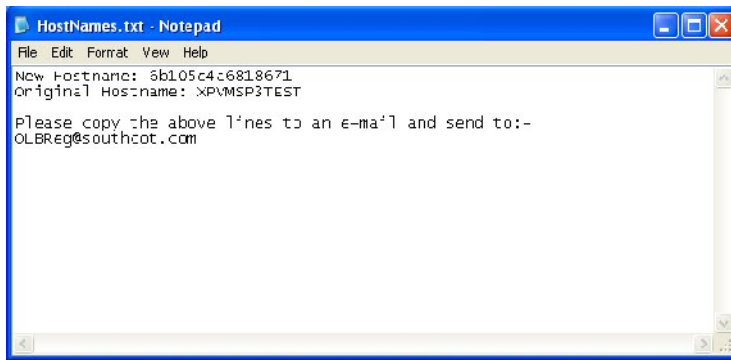 HostNames.txt - Notepad
File Edit Format View Help
New Hostname:
Original Hostname: XPVMSP3TEST
Please copy the above lines to an e-mail and send to:-
OLBReg@southcot.com